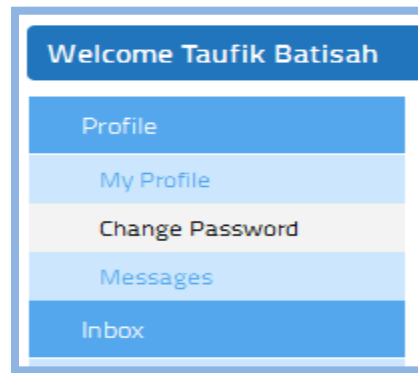 Welcome Taufik Batisah
Profile
My Profile
Change Password
Messages
Inbox